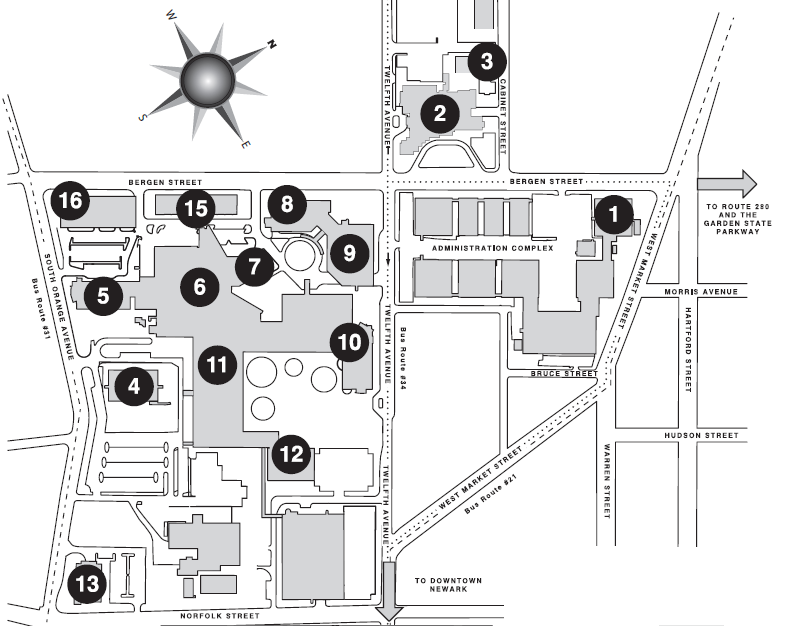 W
N
S
E
TWELFTH AVENUE
3
CABINET STREET
2
BERGEN STREET
BERGEN STREET
TO ROUTE 280
AND THE
GARDEN STATE
PARKWAY
16
15
8
1
ADMINISTRATION COMPLEX
9
7
6
5
WEST MARKET STREET
MORRIS AVENUE
SOUTH ORANGE AVENUE
Bus Route #31
TWELFTH AVENUE
Bus Route #34
HARTFORD STREET
10
11
4
BRUCE STREET
12
HUDSON STREET
WARREN STREET
WEST MARKET STREET
Bus Route #21
TWELFTH AVENUE
13
TO DOWNTOWN
NEWARK
NORFOLK STREET